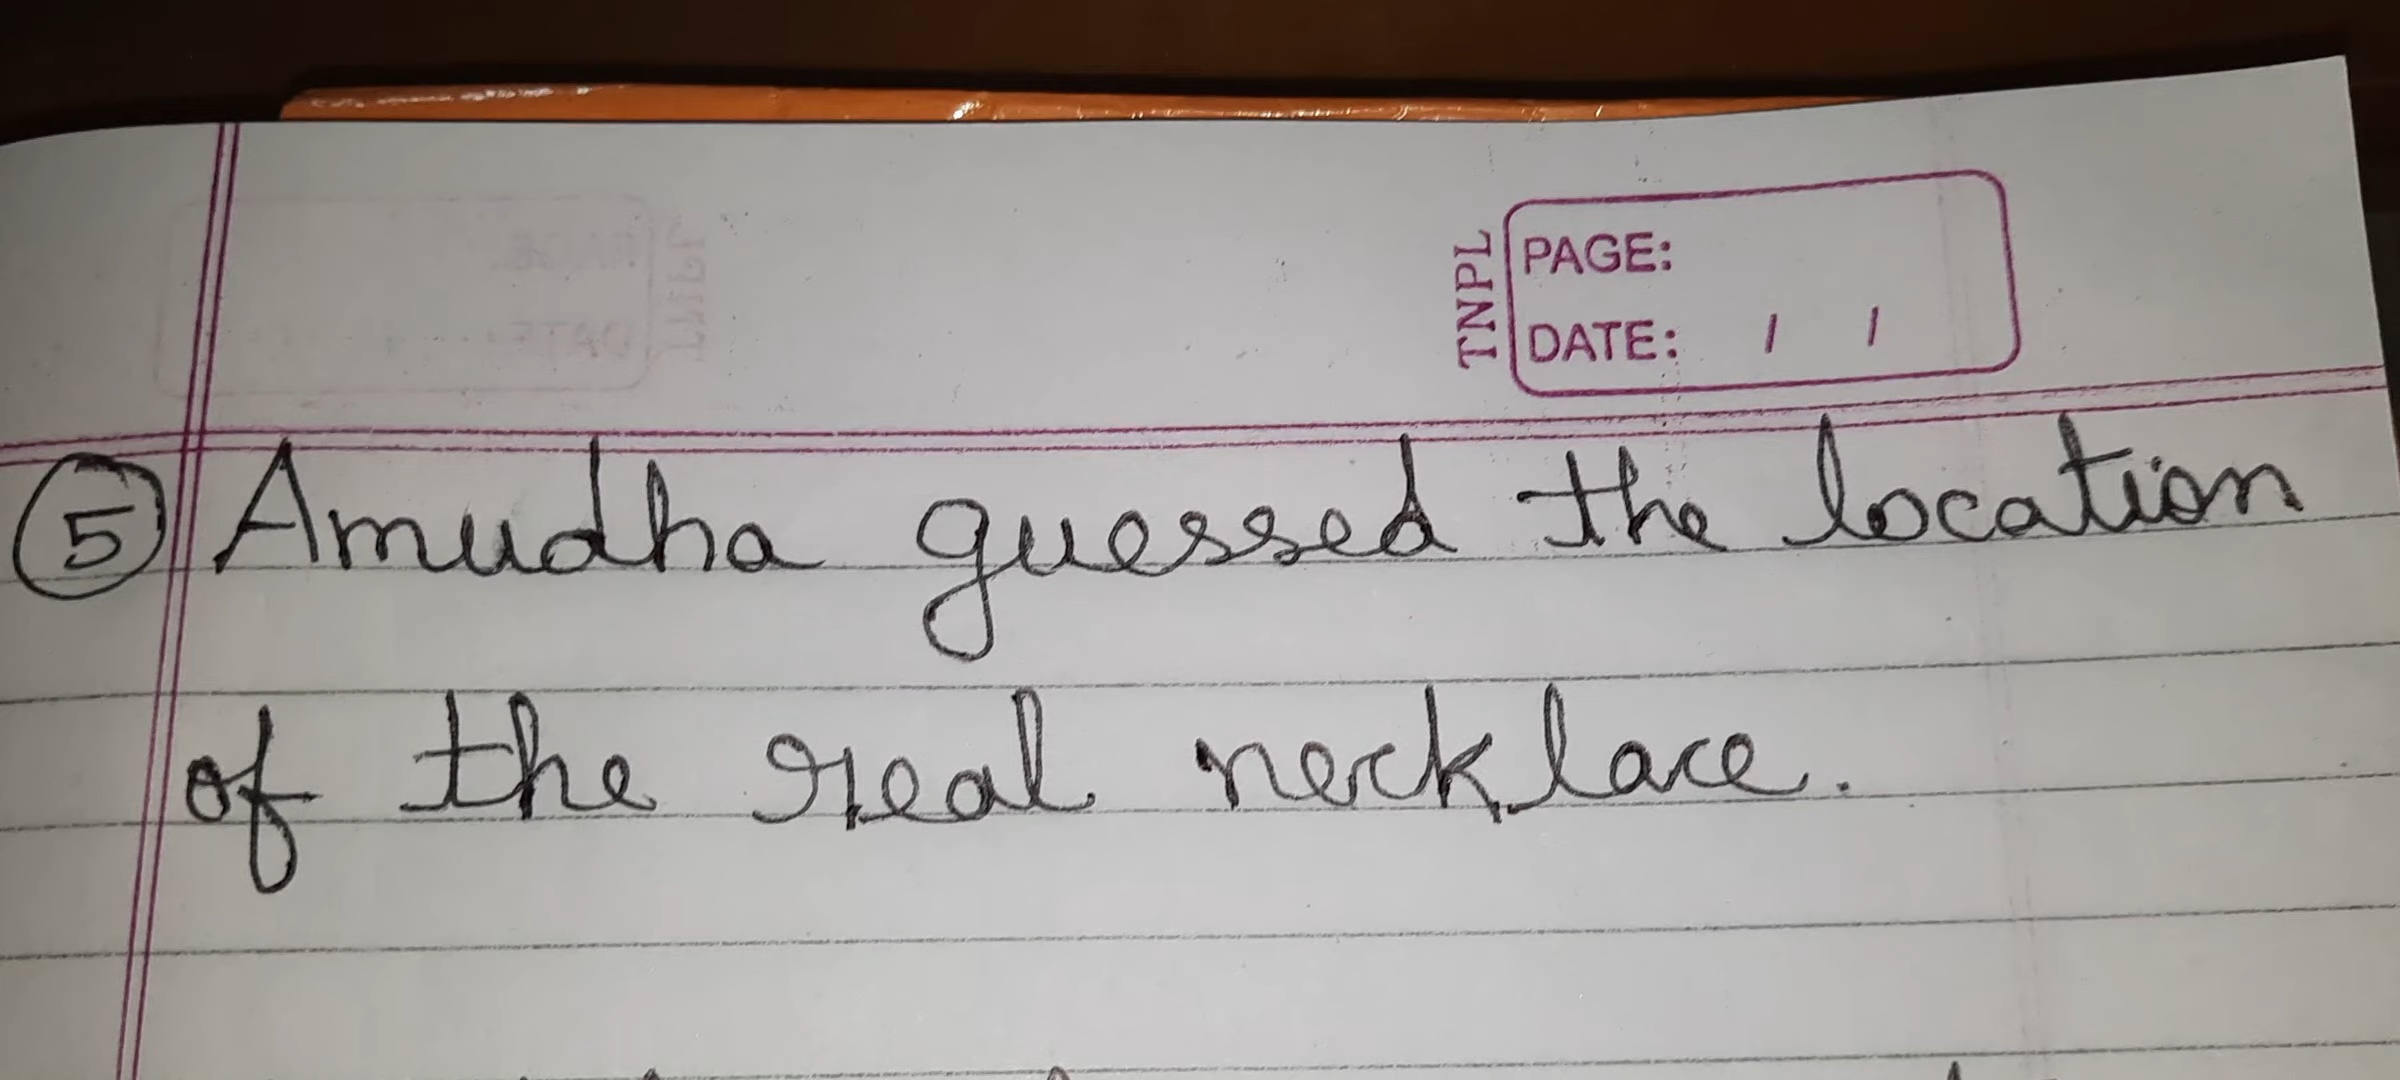 TNPL
PAGE:
DATE: / /
5 Amudha guessed the location
of the real necklace.